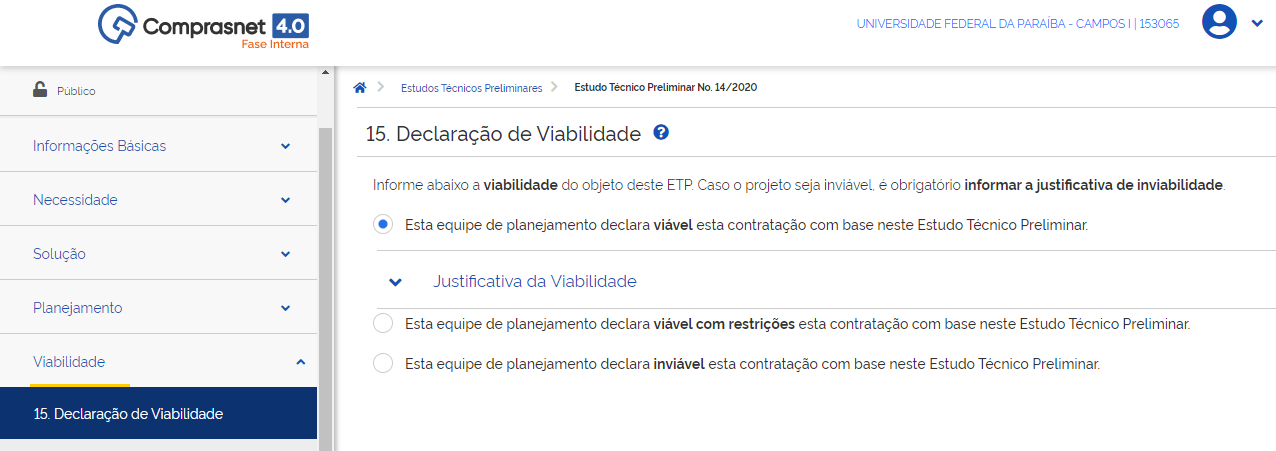 Comprasnet 4.0
Fase Interna
UNIVERSIDADE FEDERAL DA PARAÍBA - CAMPOS I | 153065
Público
Informações Básicas
Necessidade
Solução
Planejamento
Viabilidade
15. Declaração de Viabilidade
Estudos Técnicos Preliminares
Estudo Técnico Preliminar No. 14/2020
15. Declaração de Viabilidade ?
Informe abaixo a viabilidade do objeto deste ETP. Caso o projeto seja inviável, é obrigatório informar a justificativa de inviabilidade.
Esta equipe de planejamento declara viável esta contratação com base neste Estudo Técnico Preliminar.
Justificativa da Viabilidade
Esta equipe de planejamento declara viável com restrições esta contratação com base neste Estudo Técnico Preliminar.
Esta equipe de planejamento declara inviável esta contratação com base neste Estudo Técnico Preliminar.